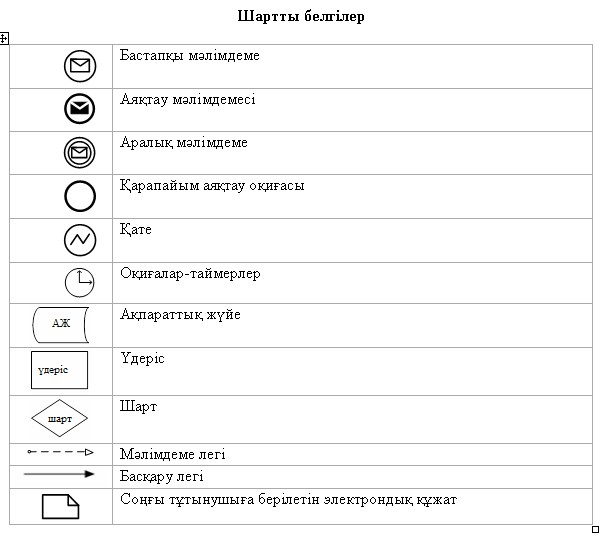 Шартты белгілер
Бастапқы мәлімдеме
Аяқтау мәлімдемесі
Аралық мәлімдеме
Қарапайым аяқтау оқиғасы
Қате
Оқиғалар-таймерлер
АЖ
Ақпараттық жүйе
үдеріс
Үдеріс
шарт
Шарт
Мәлімдеме легі
Басқару легі
Соңғы тұтынушыға берілетін электрондық құжат